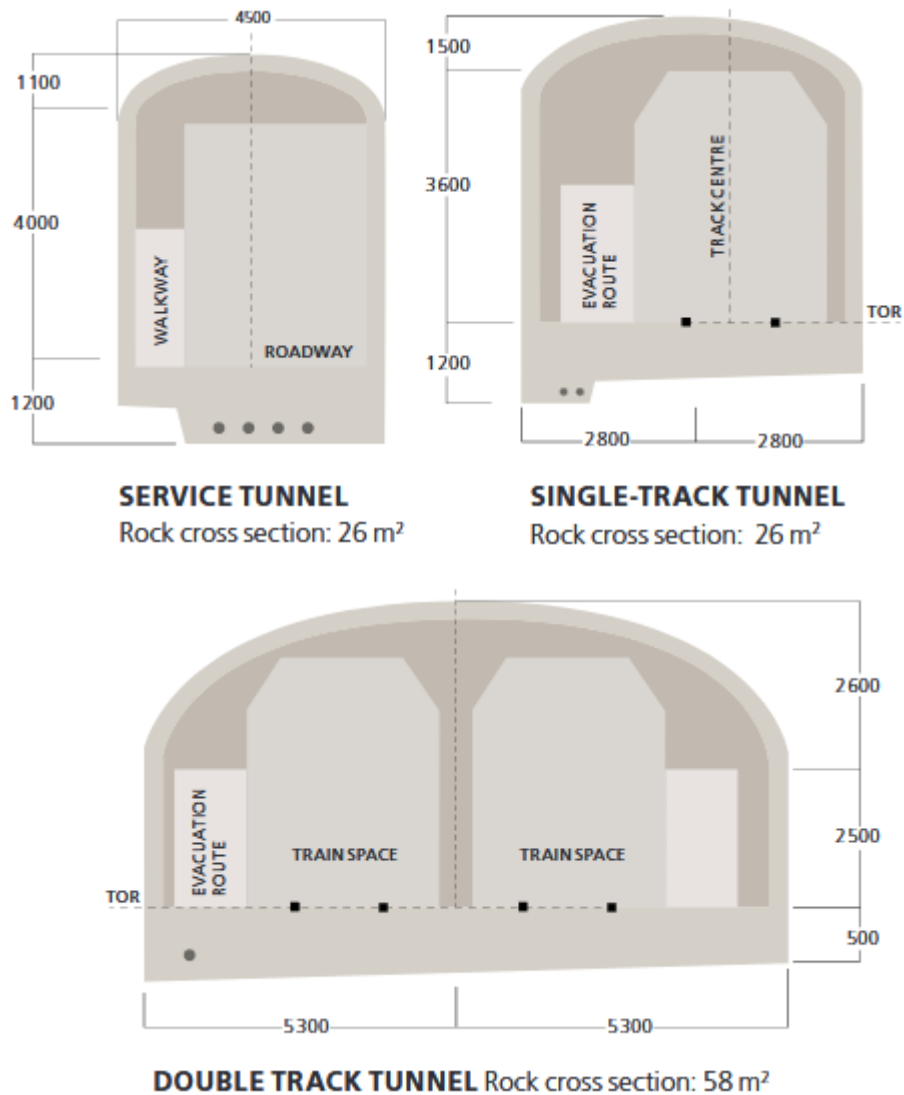 4500
1100
4000
1200
WALKWAY
ROADWAY
SERVICE TUNNEL
Rock cross section: 26 m²
1500
3600
1200
EVACUATION
ROUTE
TRACK CENTRE
TOR
2800
2800
SINGLE-TRACK TUNNEL
Rock cross section: 26 m²
2600
2500
500
EVACUATION
ROUTE
TRAIN SPACE
TRAIN SPACE
TOR
5300
5300
DOUBLE TRACK TUNNEL Rock cross section: 58 m²